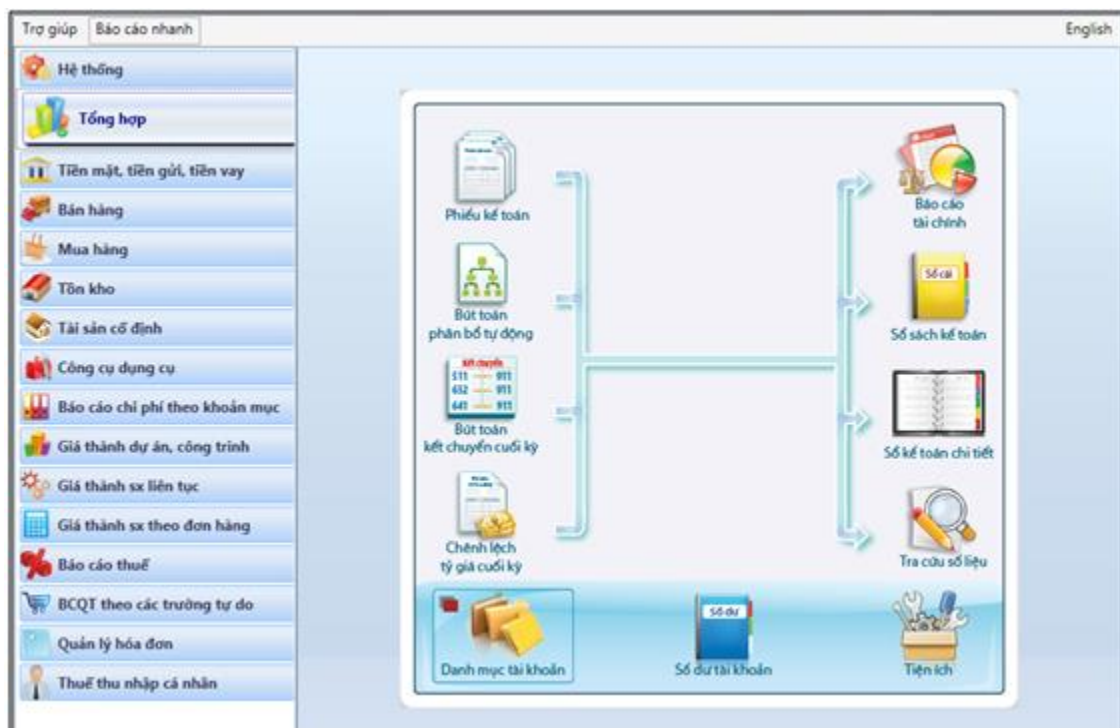 Trợ giúp Báo cáo nhanh English
Hệ thống
Tổng hợp
Tiền mặt, tiền gửi, tiền vay
Bán hàng
Mua hàng
Tồn kho
Tài sản cố định
Công cụ dụng cụ
Báo cáo chi phí theo khoản mục
Giá thành dự án, công trình
Giá thành sx liên tục
Giá thành sx theo đơn hàng
Báo cáo thuế
BCQT theo các trường tự do
Quản lý hóa đơn
Thuế thu nhập cá nhân
Phiếu kế toán
Bút toán
phân bổ tự động
Kết chuyển
511 911
632 911
641 911
Bút toán
kết chuyển cuối kỳ
Chênh lệch
tỷ giá cuối kỳ
Báo cáo
tài chính
Sổ cái
Sổ sách kế toán
Sổ kế toán chi tiết
Tra cứu số liệu
Danh mục tài khoản
Số dư
Số dư tài khoản
Tiện ích